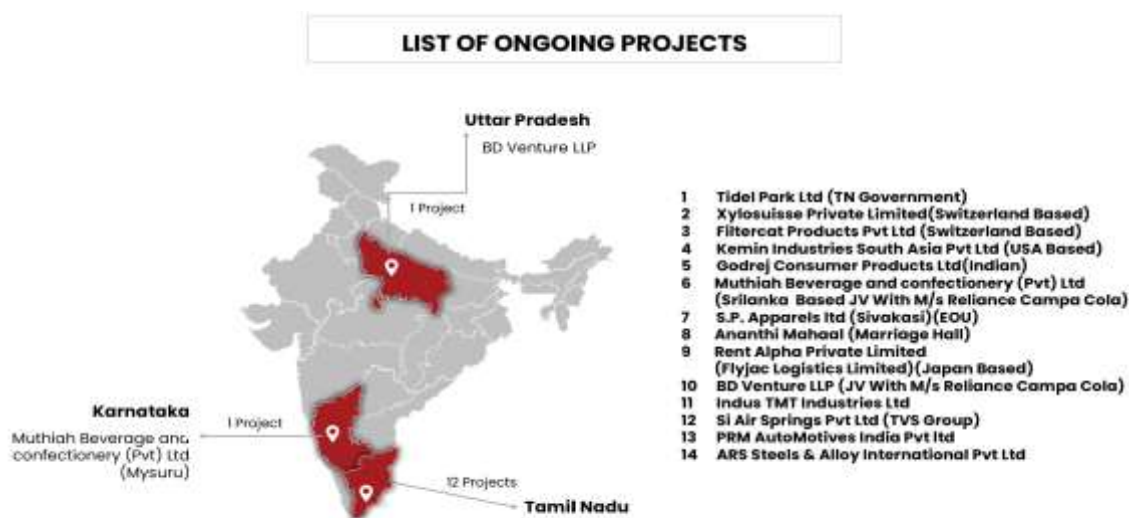 LIST OF ONGOING PROJECTS
Uttar Pradesh
BD Venture LLP
1 Project
Karnataka
Muthiah Beverage and
confectionery (Pvt) Ltd
(Mysuru)
1 Project
12 Projects
Tamil Nadu
1 Tidel Park Ltd (TN Government)
2 Xylosuisse Private Limited(Switzerland Based)
3 Filtercat Products Pvt Ltd (Switzerland Based)
4 Kemin Industries South Asia Pvt Ltd (USA Based)
5 Godrej Consumer Products Ltd(Indian)
6 Muthiah Beverage and confectionery (Pvt) Ltd
(Srilanka Based JV With M/s Reliance Campa Cola)
7 S.P. Apparels ltd (Sivakasi)(EOU)
8 Ananthi Mahaal (Marriage Hall)
9 Rent Alpha Private Limited
(Flyjac Logistics Limited)(Japan Based)
10 BD Venture LLP (JV With M/s Reliance Campa Cola)
11 Indus TMT Industries Ltd
12 Si Air Springs Pvt Ltd (TVS Group)
13 PRM AutoMotives India Pvt ltd
14 ARS Steels & Alloy International Pvt Ltd